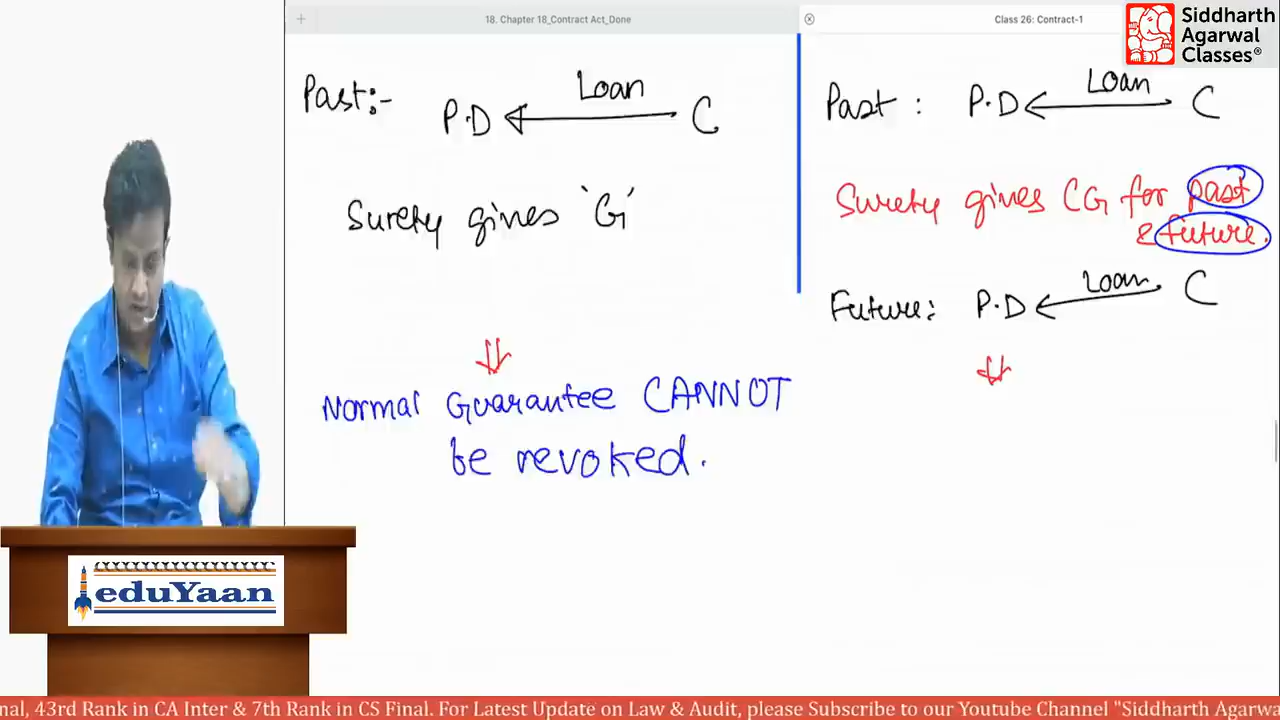 18. Chapter 18_Contract Act_Done
Class 26: Contract-1
Siddharth
Agarwal
Classes®
Past:-
Loan
P.D
C
Surety gives 'G'
Normal Guarantee CANNOT
be revoked.
Past :
Loan
P.D
C
Surety gives CG for past
& future.
Future:
Loan
P.D
C
eduYaan
nal, 43rd Rank in CA Inter & 7th Rank in CS Final. For Latest Update on Law & Audit, please Subscribe to our Youtube Channel "Siddharth Agarwa